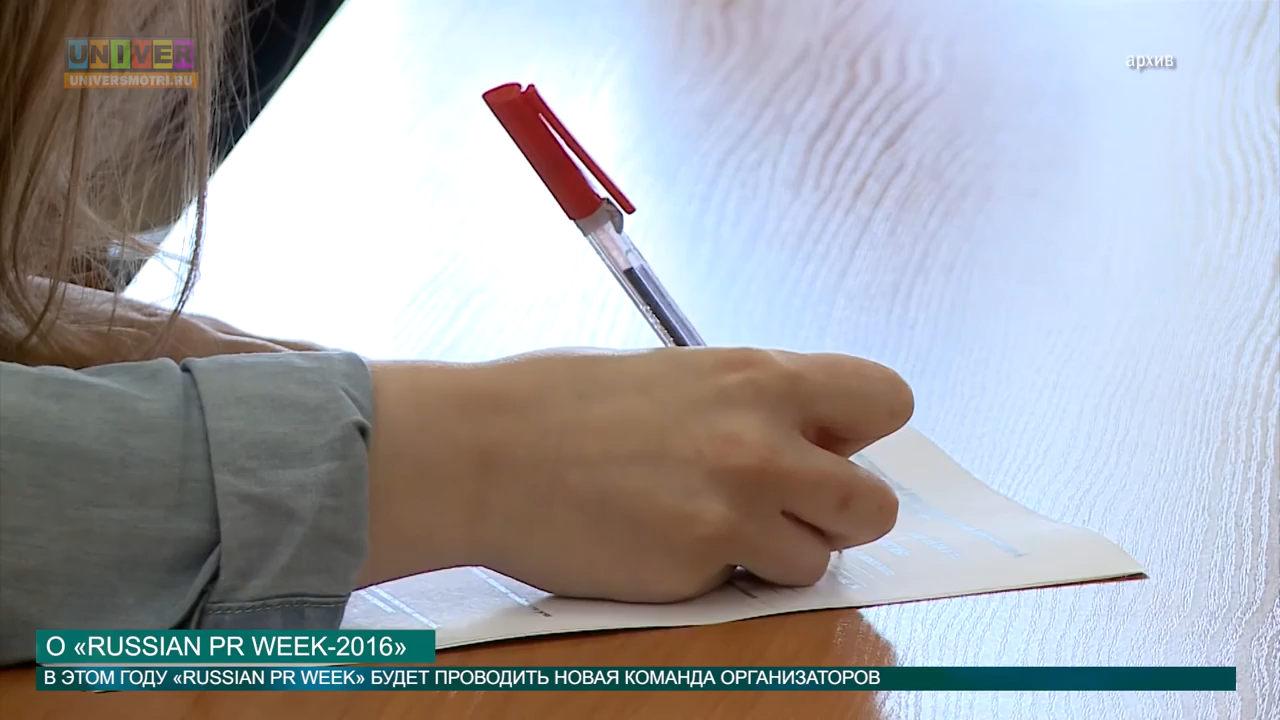 UNIVER
UNIVERSMOTRI.RU
архив
О «RUSSIAN PR WEEK-2016»
В ЭТОМ ГОДУ «RUSSIAN PR WEEK» БУДЕТ ПРОВОДИТЬ НОВАЯ КОМАНДА ОРГАНИЗАТОРОВ